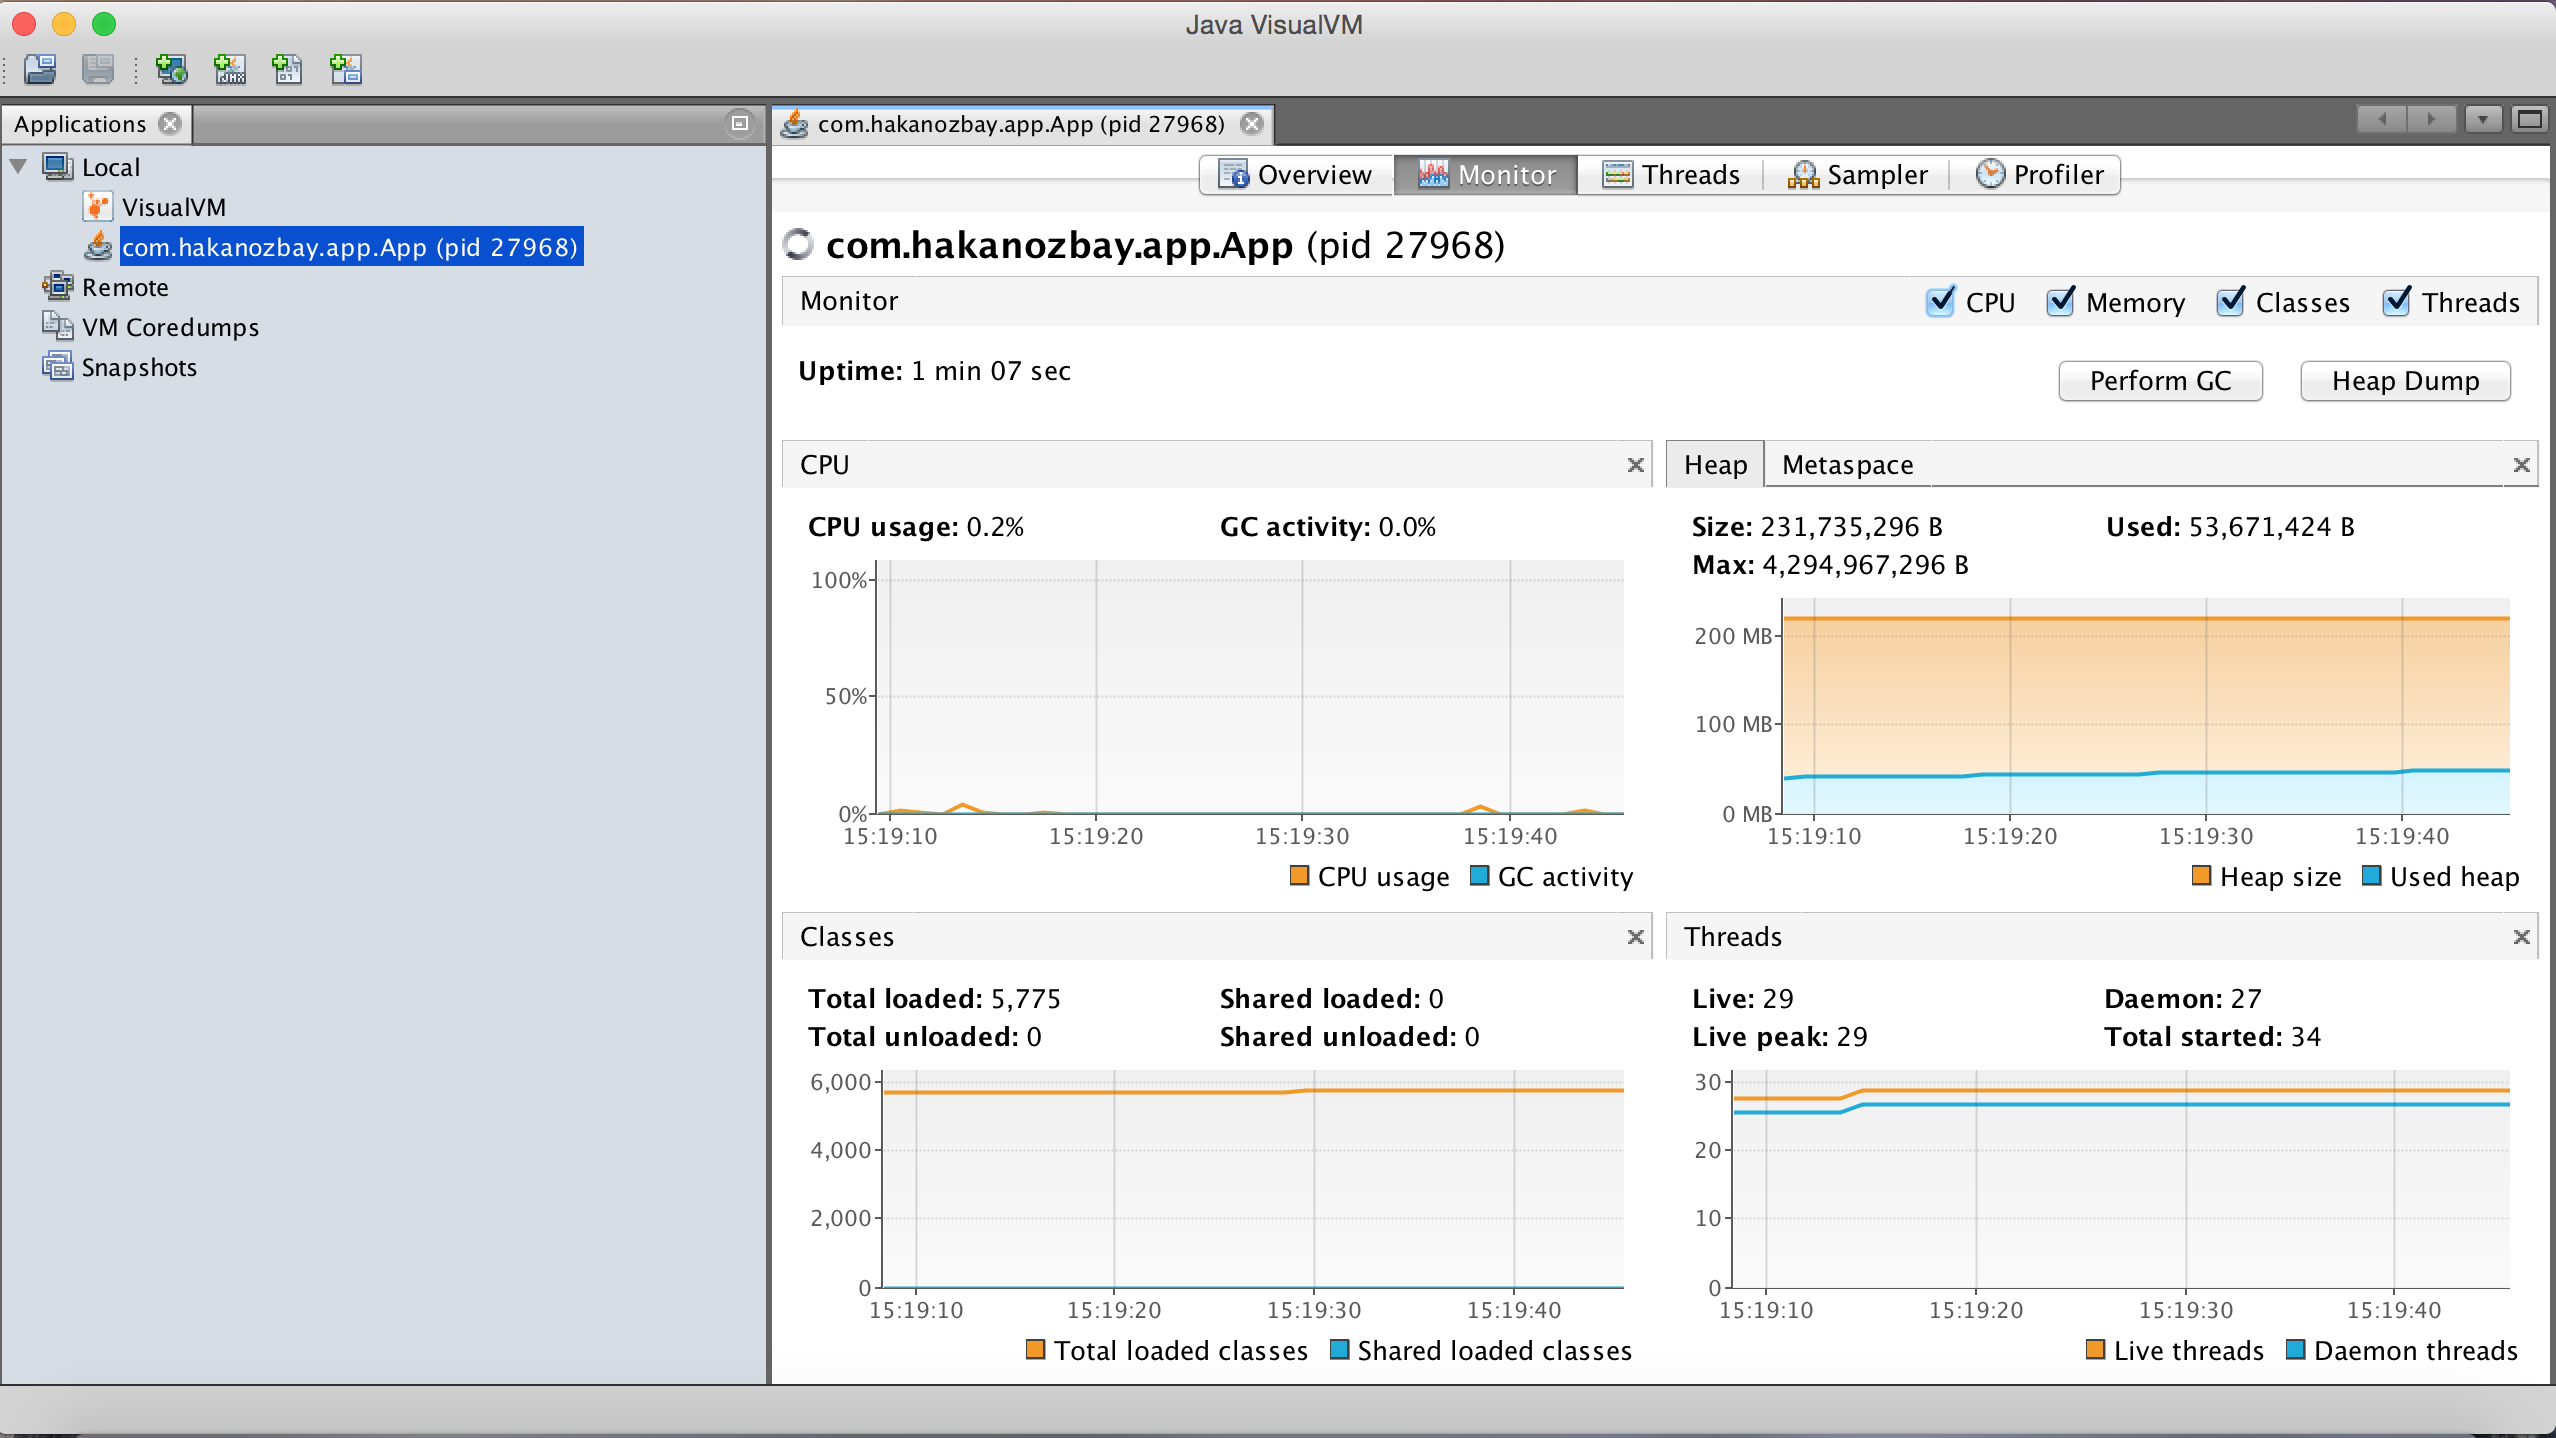 Java VisualVM
Applications
Local
VisualVM
com.hakanozbay.app.App (pid 27968)
Remote
VM Coredumps
Snapshots
com.hakanozbay.app.App (pid 27968)
Overview Monitor Threads Sampler Profiler
com.hakanozbay.app.App (pid 27968)
Monitor CPU Memory Classes Threads
Uptime: 1 min 07 sec
Perform GC Heap Dump
CPU
CPU usage: 0.2% GC activity: 0.0%
100%
50%
0%
15:19:10 15:19:20 15:19:30 15:19:40
CPU usage GC activity
Heap Metaspace
Size: 231,735,296 B Used: 53,671,424 B
Max: 4,294,967,296 B
200 MB
100 MB
0 MB
15:19:10 15:19:20 15:19:30 15:19:40
Heap size Used heap
Classes
Total loaded: 5,775 Shared loaded: 0
Total unloaded: 0 Shared unloaded: 0
6,000
4,000
2,000
0
15:19:10 15:19:20 15:19:30 15:19:40
Total loaded classes Shared loaded classes
Threads
Live: 29 Daemon: 27
Live peak: 29 Total started: 34
30
20
10
0
15:19:10 15:19:20 15:19:30 15:19:40
Live threads Daemon threads